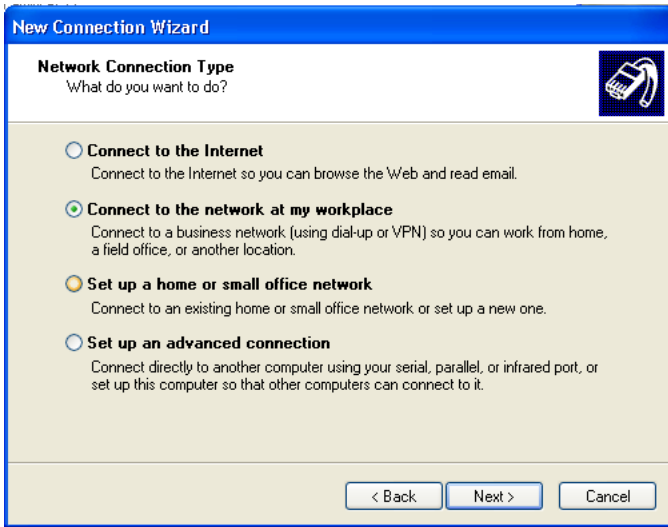 New Connection Wizard
Network Connection Type
What do you want to do?
Connect to the Internet
Connect to the Internet so you can browse the Web and read email.
Connect to the network at my workplace
Connect to a business network (using dial-up or VPN) so you can work from home,
a field office, or another location.
Set up a home or small office network
Connect to an existing home or small office network or set up a new one.
Set up an advanced connection
Connect directly to another computer using your serial, parallel, or infrared port, or
set up this computer so that other computers can connect to it.
< Back
Next >
Cancel